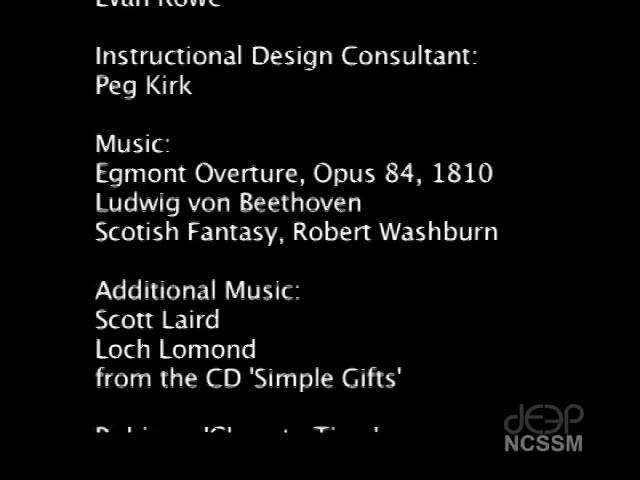 Evan Rowe
Instructional Design Consultant:
Peg Kirk
Music:
Egmont Overture, Opus 84, 1810
Ludwig von Beethoven
Scotish Fantasy, Robert Washburn
Additional Music:
Scott Laird
Loch Lomond
from the CD 'Simple Gifts'
deep
NCSSM